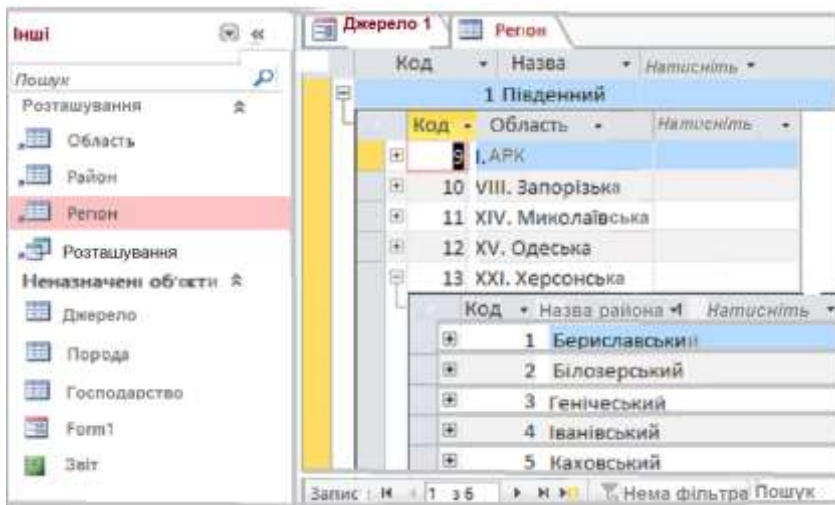 Інші
Пошук
Розташування
Область
Район
Регіон
Розташування
Неназначені об'єкти
Джерело
Порода
Господарство
Form1
Звіт
Джерело 1
Регіон
Код Назва Натисніть
1 Південний
Код Область Натисніть
9 I. АРК
10 VIII. Запорізька
11 XIV. Миколаївська
12 XV. Одеська
13 XXI. Херсонська
Код Назва района Натисніть
1 Бериславський
2 Білозерський
3 Генічеський
4 Іванівський
5 Каховський
Запис : 1 з 6 Нема фільтра Пошук